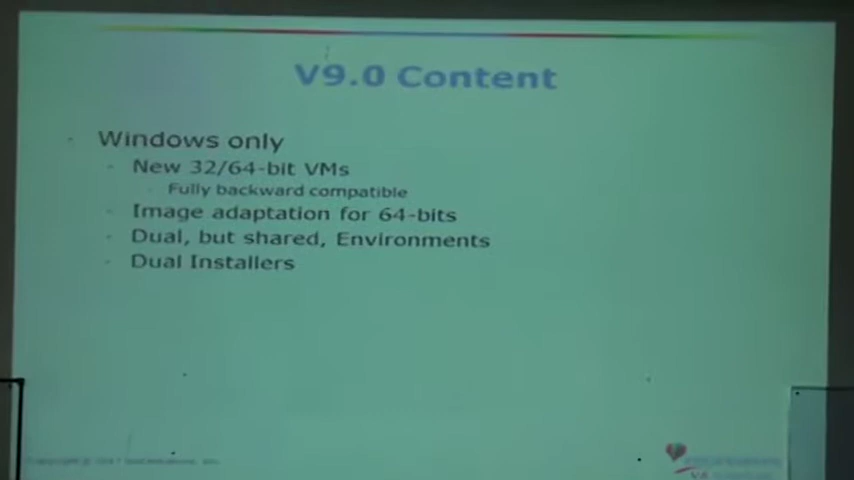 V9.0 Content
Windows only
New 32/64-bit VMs
Fully backward compatible
Image adaptation for 64-bits
Dual, but shared, Environments
Dual Installers